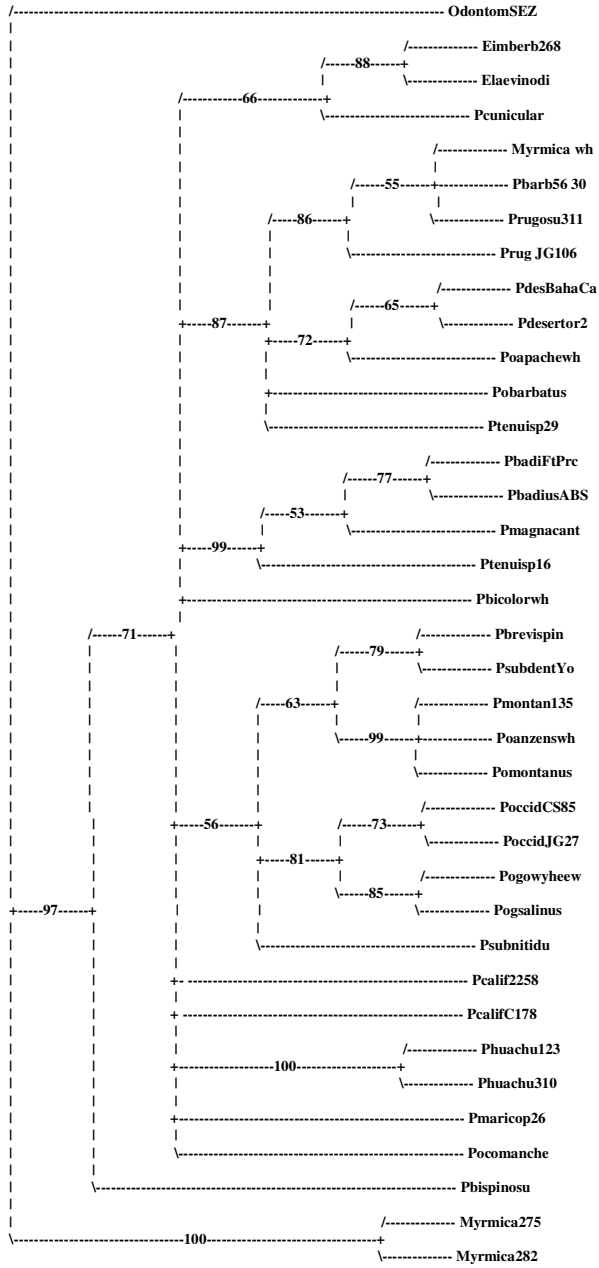 OdontomSEZ
Eimberb268
88
Elaevinodi
66
Pcunicular
Myrmica wh
55 Pbarb56 30
86 Prugosu311
Prug JG106
PdesBahaCa
65
87 Pdesertor2
72
Poapachewh
Pobarbatus
Ptenuisp29
PbadiFtPrc
77
PbadiusABS
53
Pmagnacant
99
Ptenuisp16
Pbicolorwh
71 Pbrevispin
79
PsubdentYo
63 Pmontan135
99 Poanzenswh
Pomontanus
PoccidCS85
56 73
PoccidJG27
81
Pogowyheew
85
97 Pogsalinus
Psubnitidu
Pcalif2258
PcalifC178
Phuachu123
100
Phuachu310
Pmaricop26
Pocomanche
Pbispinosu
Myrmica275
100
Myrmica282